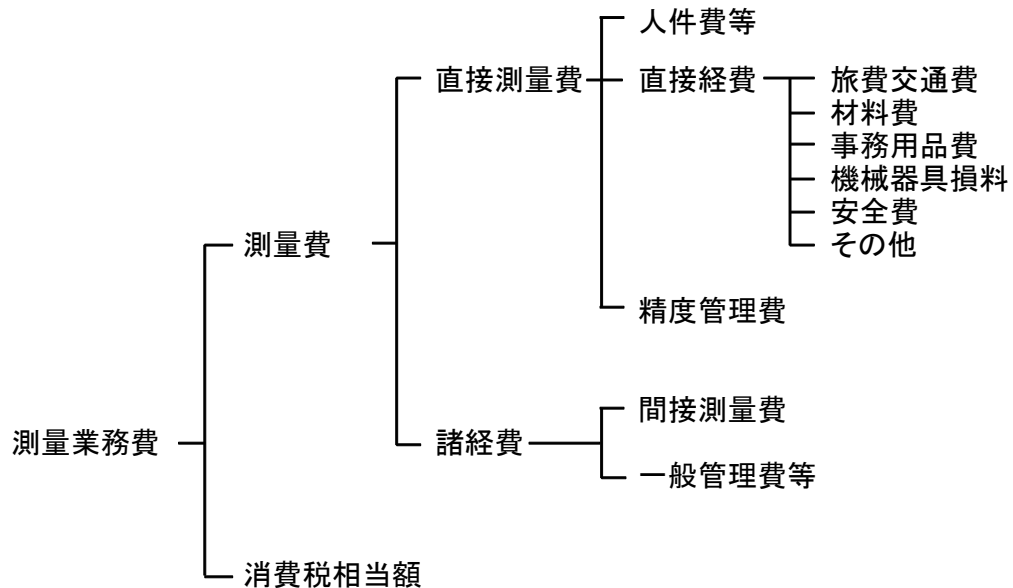 人件費等
直接測量費
直接経費
旅費交通費
材料費
事務用品費
機械器具損料
安全費
測量費
その他
精度管理費
間接測量費
測量業務費
諸経費
一般管理費等
消費税相当額